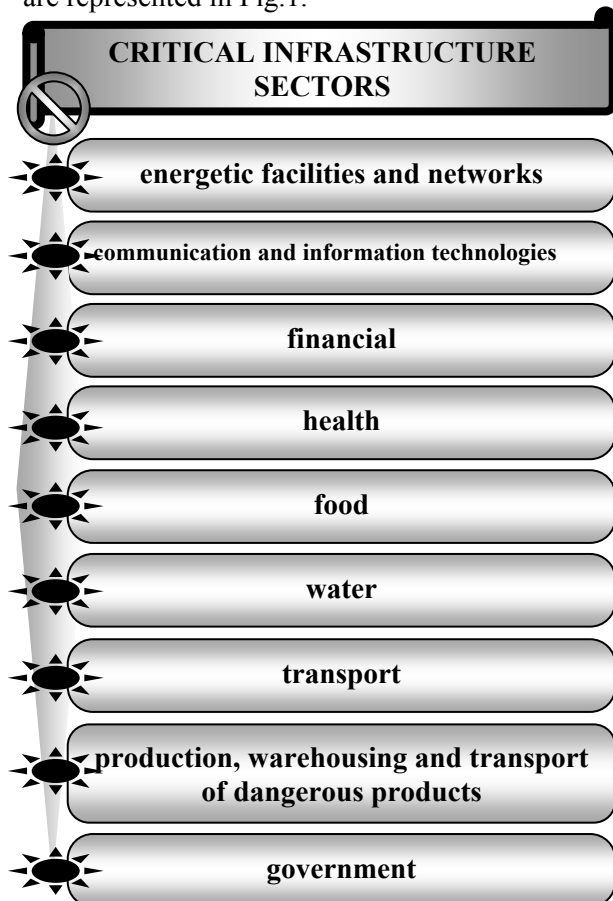 are represented in Fig.1.
CRITICAL INFRASTRUCTURE
SECTORS
energetic facilities and networks
communication and information technologies
financial
health
food
water
transport
production, warehousing and transport
of dangerous products
government